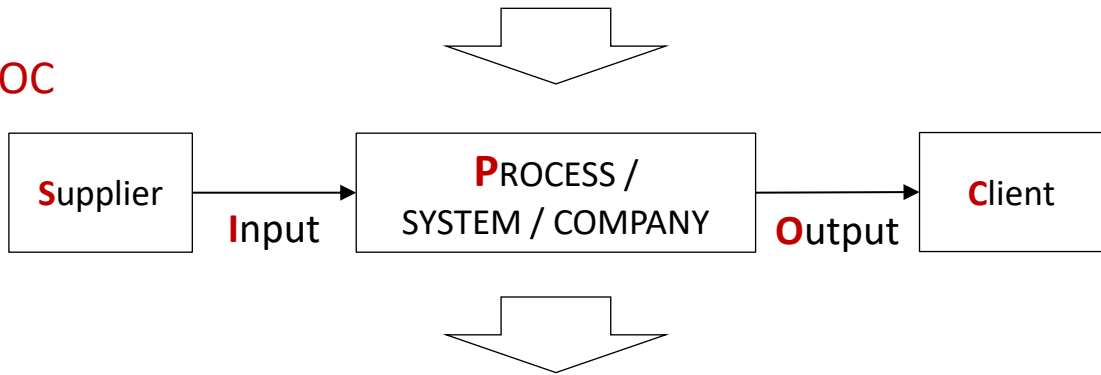 OC
Supplier
Input
PROCESS /
SYSTEM / COMPANY
Output
Client